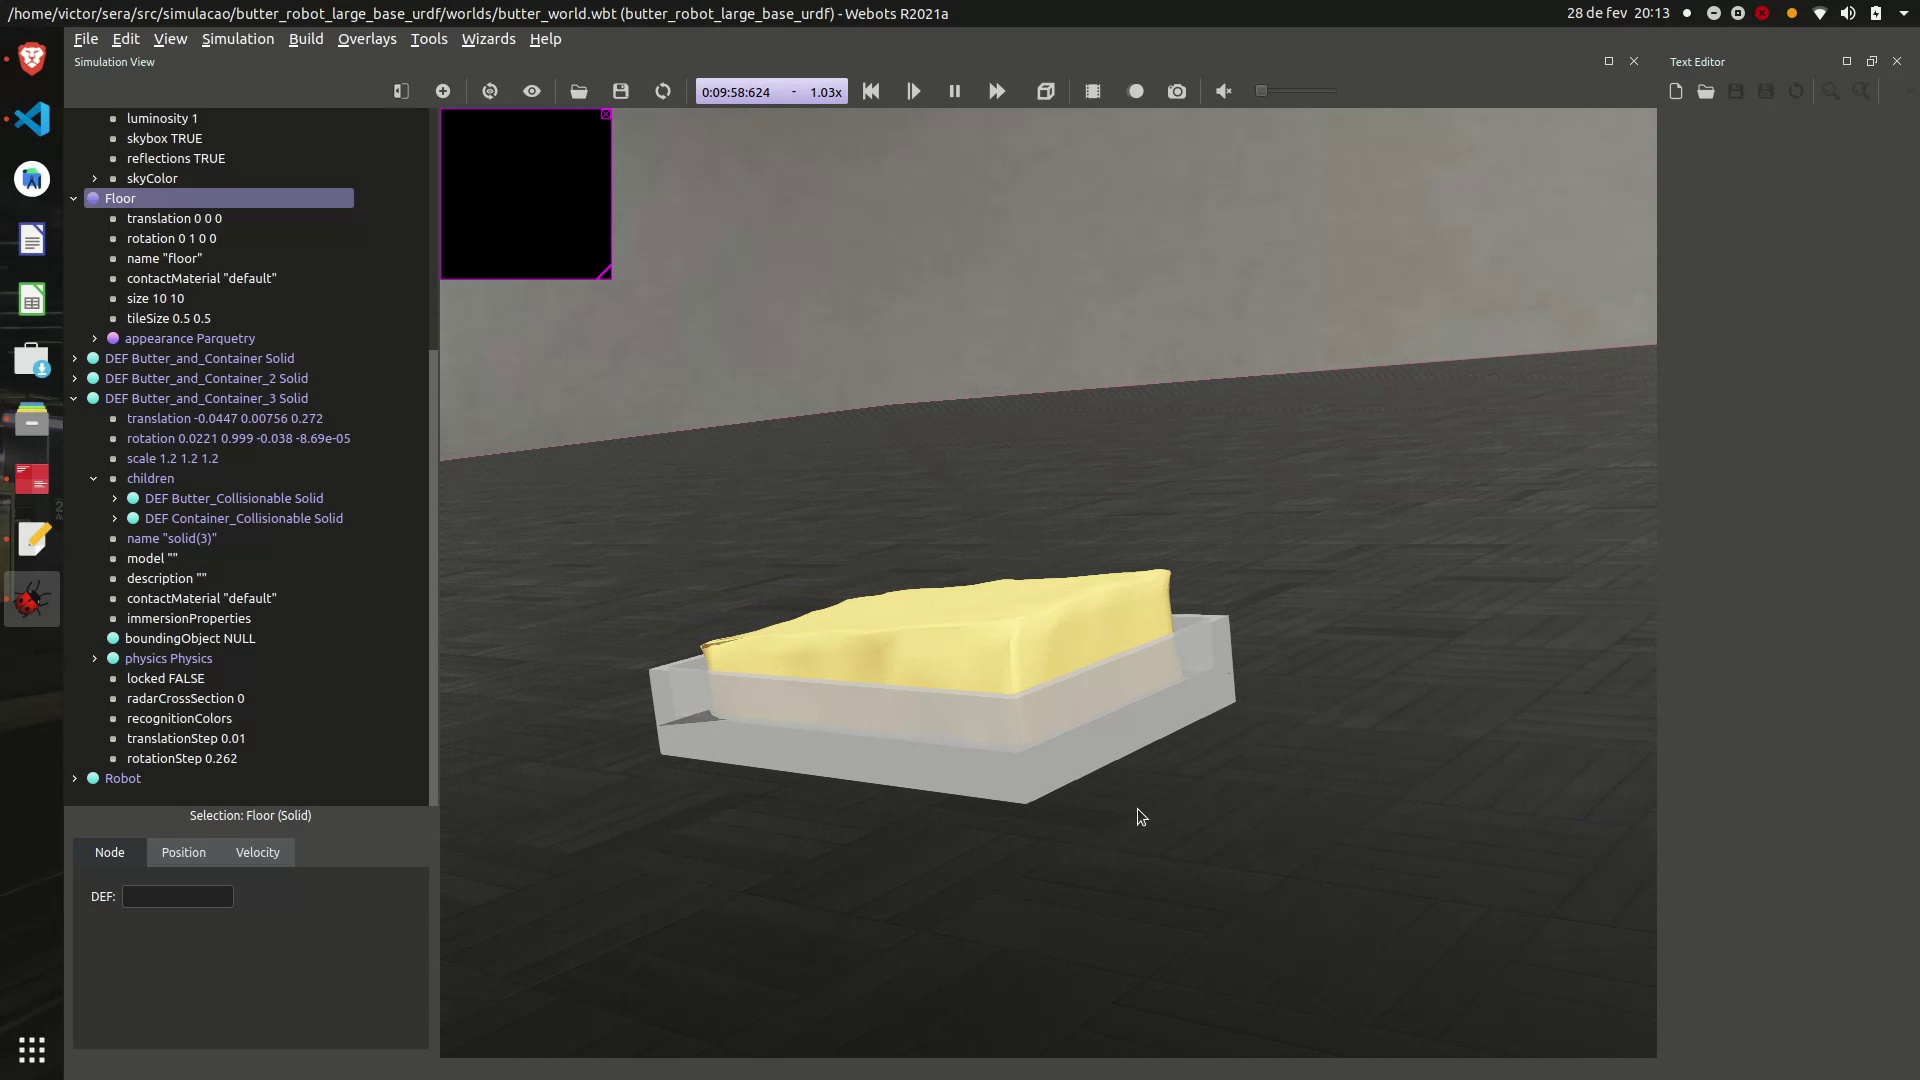 /home/victor/sera/src/simulacao/butter_robot_large_base_urdf/worlds/butter_world.wbt (butter_robot_large_base_urdf) - Webots R2021a
28 de fev 20:13
File Edit View Simulation Build Overlays Tools Wizards Help
Simulation View
Text Editor
0:09:58:624 - 1.03x
luminosity 1
skybox TRUE
reflections TRUE
skyColor
Floor
translation 0 0 0
rotation 0 1 0 0
name "floor"
contactMaterial "default"
size 10 10
tileSize 0.5 0.5
appearance Parquetry
DEF Butter_and_Container Solid
DEF Butter_and_Container_2 Solid
DEF Butter_and_Container_3 Solid
translation -0.0447 0.00756 0.272
rotation 0.0221 0.999 -0.038 -8.69e-05
scale 1.2 1.2 1.2
children
DEF Butter_Collisionable Solid
DEF Container_Collisionable Solid
name "solid(3)"
model ""
description ""
contactMaterial "default"
immersionProperties
boundingObject NULL
physics Physics
locked FALSE
radarCrossSection 0
recognitionColors
translationStep 0.01
rotationStep 0.262
Robot
Selection: Floor (Solid)
Node Position Velocity
DEF: